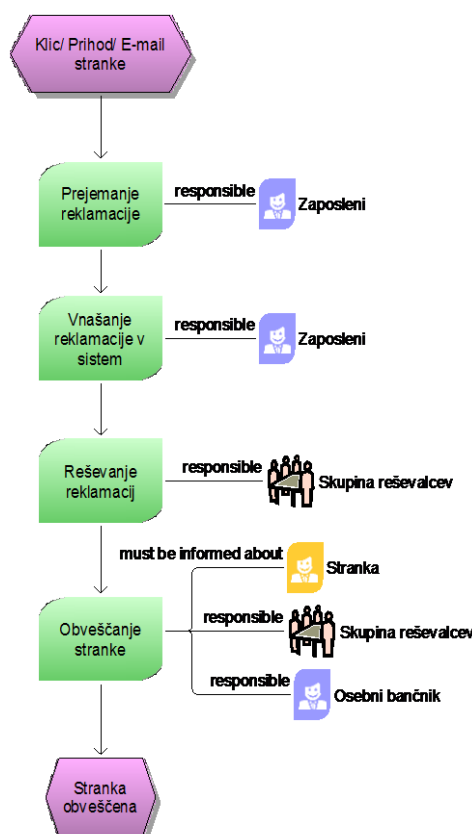 Klic/ Prihod/ E-mail
stranke
Prejemanje
reklamacije
responsible
Zaposleni
Vnašanje
reklamacije v
sistem
responsible
Zaposleni
Reševanje
reklamacij
responsible
Skupina reševalcev
must be informed about
Stranka
Obveščanje
stranke
responsible
Skupina reševalcev
responsible
Osebni bančnik
Stranka
obveščena